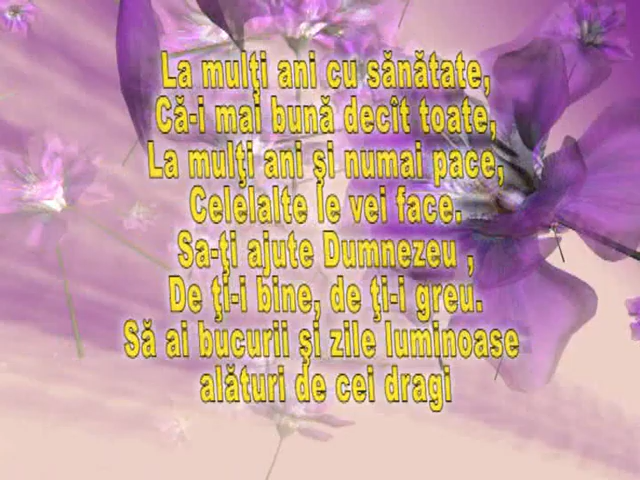 La mulţi ani cu sănătate,
Că-i mai bună decît toate,
La mulţi ani şi numai pace,
Celelalte le vei face.
Sa-ţi ajute Dumnezeu ,
De ţi-i bine, de ţi-i greu.
Să ai bucurii şi zile luminoase
alături de cei dragi